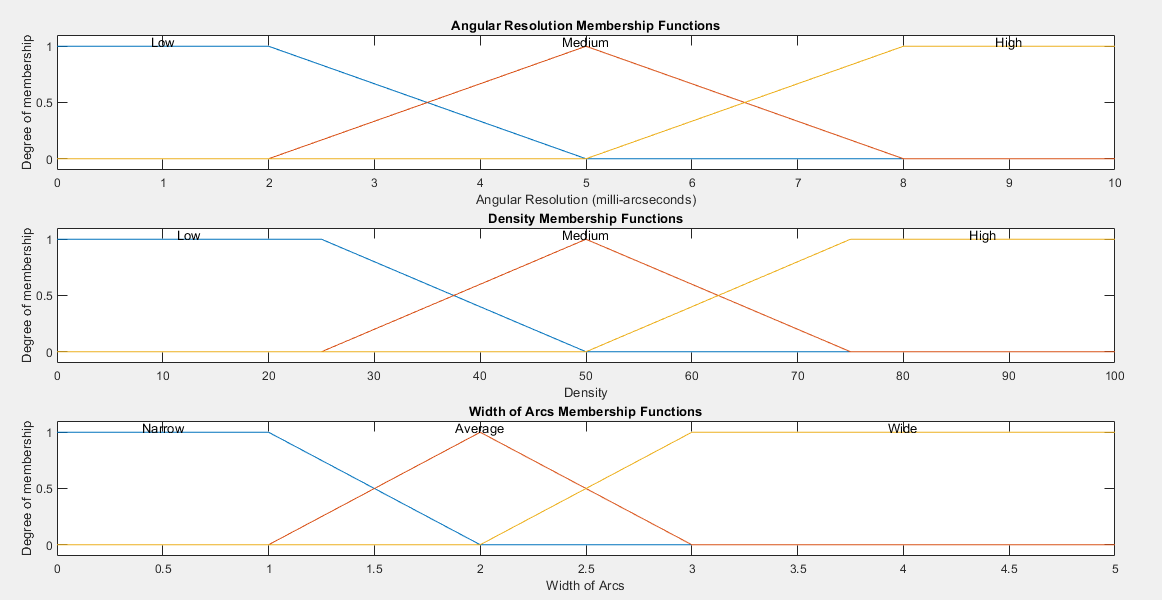 Angular Resolution Membership Functions
Low Medium High
Degree of membership
1
0.5
0
0 1 2 3 4 5 6 7 8 9 10
Angular Resolution (milli-arcseconds)
Density Membership Functions
Low Medium High
Degree of membership
1
0.5
0
0 10 20 30 40 50 60 70 80 90 100
Density
Width of Arcs Membership Functions
Narrow Average Wide
Degree of membership
1
0.5
0
0 0.5 1 1.5 2 2.5 3 3.5 4 4.5 5
Width of Arcs